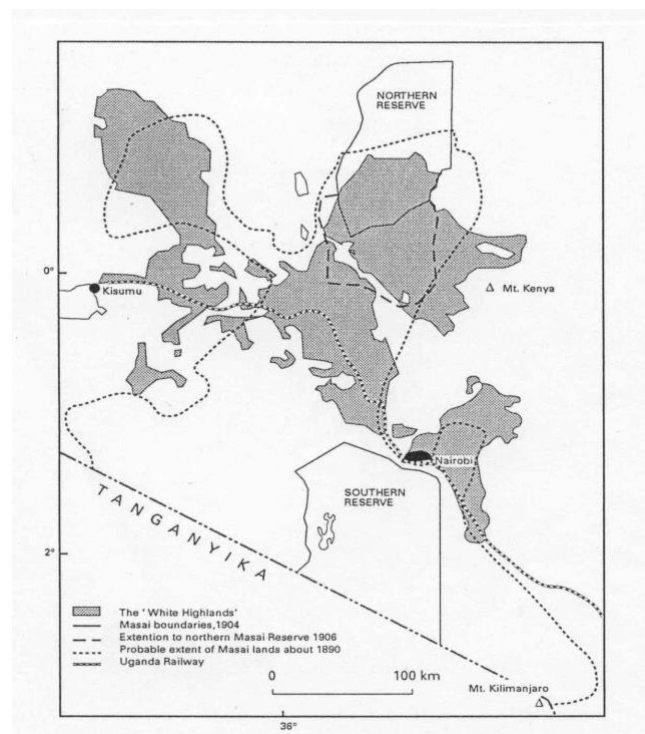 NORTHERN
RESERVE
0°
Kisumu
Mt. Kenya
Nairobi
SOUTHERN
RESERVE
TANGANYIKA
2°
The 'White Highlands'
Masai boundaries,1904
Extention to northern Masai Reserve 1906
Probable extent of Masai lands about 1890
Uganda Railway
0 100 km
Mt. Kilimanjaro
36°